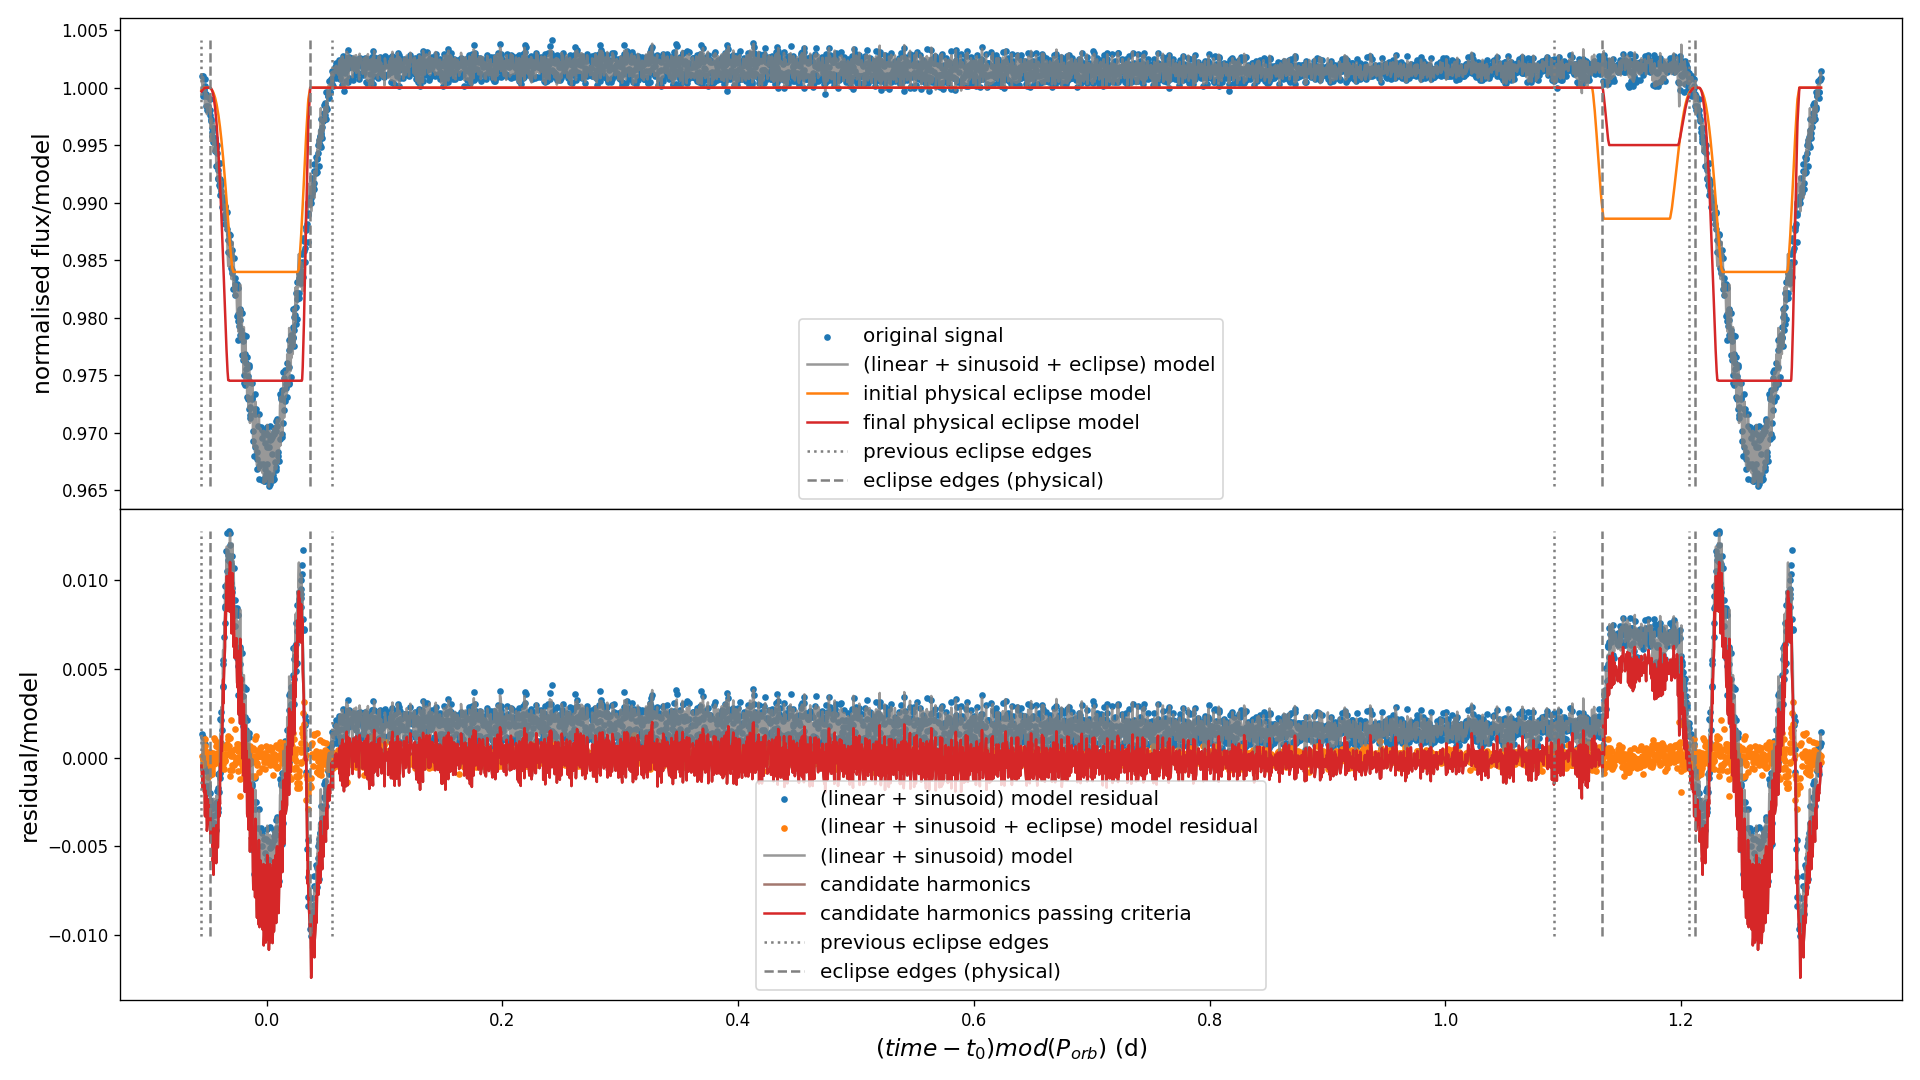 1.005
1.000
0.995
0.990
0.985
0.980
0.975
0.970
0.965
normalised flux/model
original signal
(linear + sinusoid + eclipse) model
initial physical eclipse model
final physical eclipse model
previous eclipse edges
eclipse edges (physical)
0.010
0.005
0.000
−0.005
−0.010
residual/model
(linear + sinusoid) model residual
(linear + sinusoid + eclipse) model residual
(linear + sinusoid) model
candidate harmonics
candidate harmonics passing criteria
previous eclipse edges
eclipse edges (physical)
0.0 0.2 0.4 0.6 0.8 1.0 1.2
(time − t₀)mod(P_orb) (d)